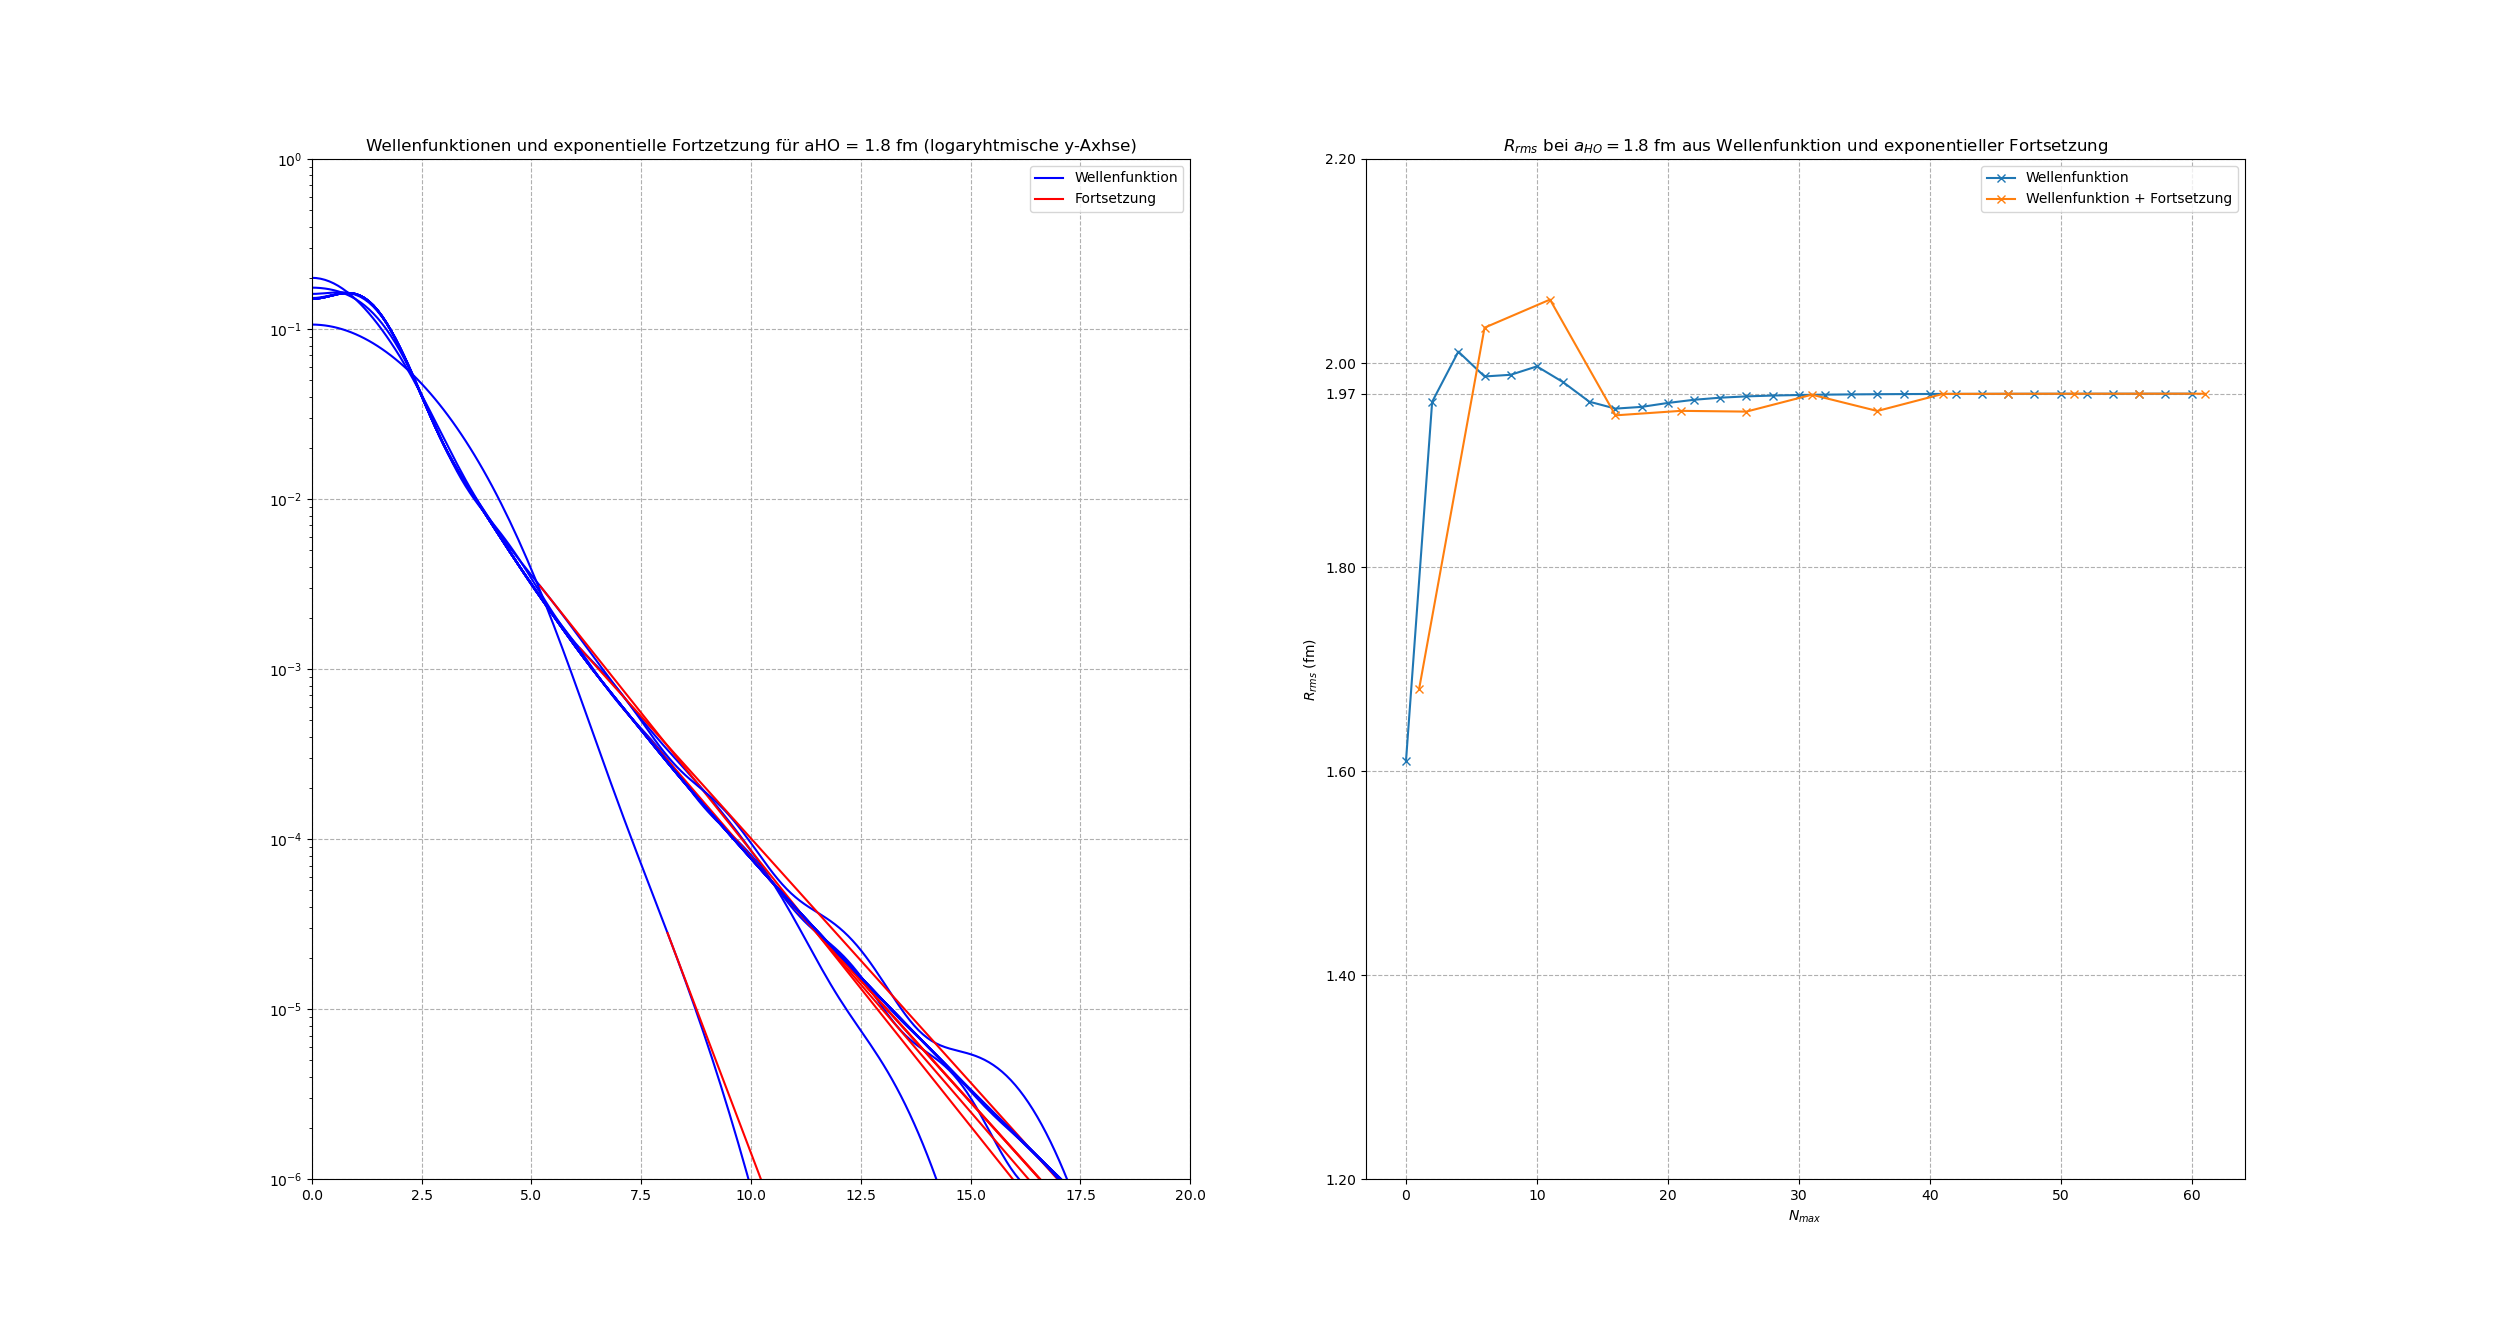 Wellenfunktionen und exponentielle Fortzetzung für aHO = 1.8 fm (logaryhtmische y-Axhse)
Wellenfunktion
Fortsetzung
10^0
10^-1
10^-2
10^-3
10^-4
10^-5
10^-6
0.0 2.5 5.0 7.5 10.0 12.5 15.0 17.5 20.0
R_rms bei a_HO = 1.8 fm aus Wellenfunktion und exponentieller Fortsetzung
Wellenfunktion
Wellenfunktion + Fortsetzung
2.20
2.00
1.97
1.80
1.60
1.40
1.20
R_rms (fm)
0 10 20 30 40 50 60
N_max